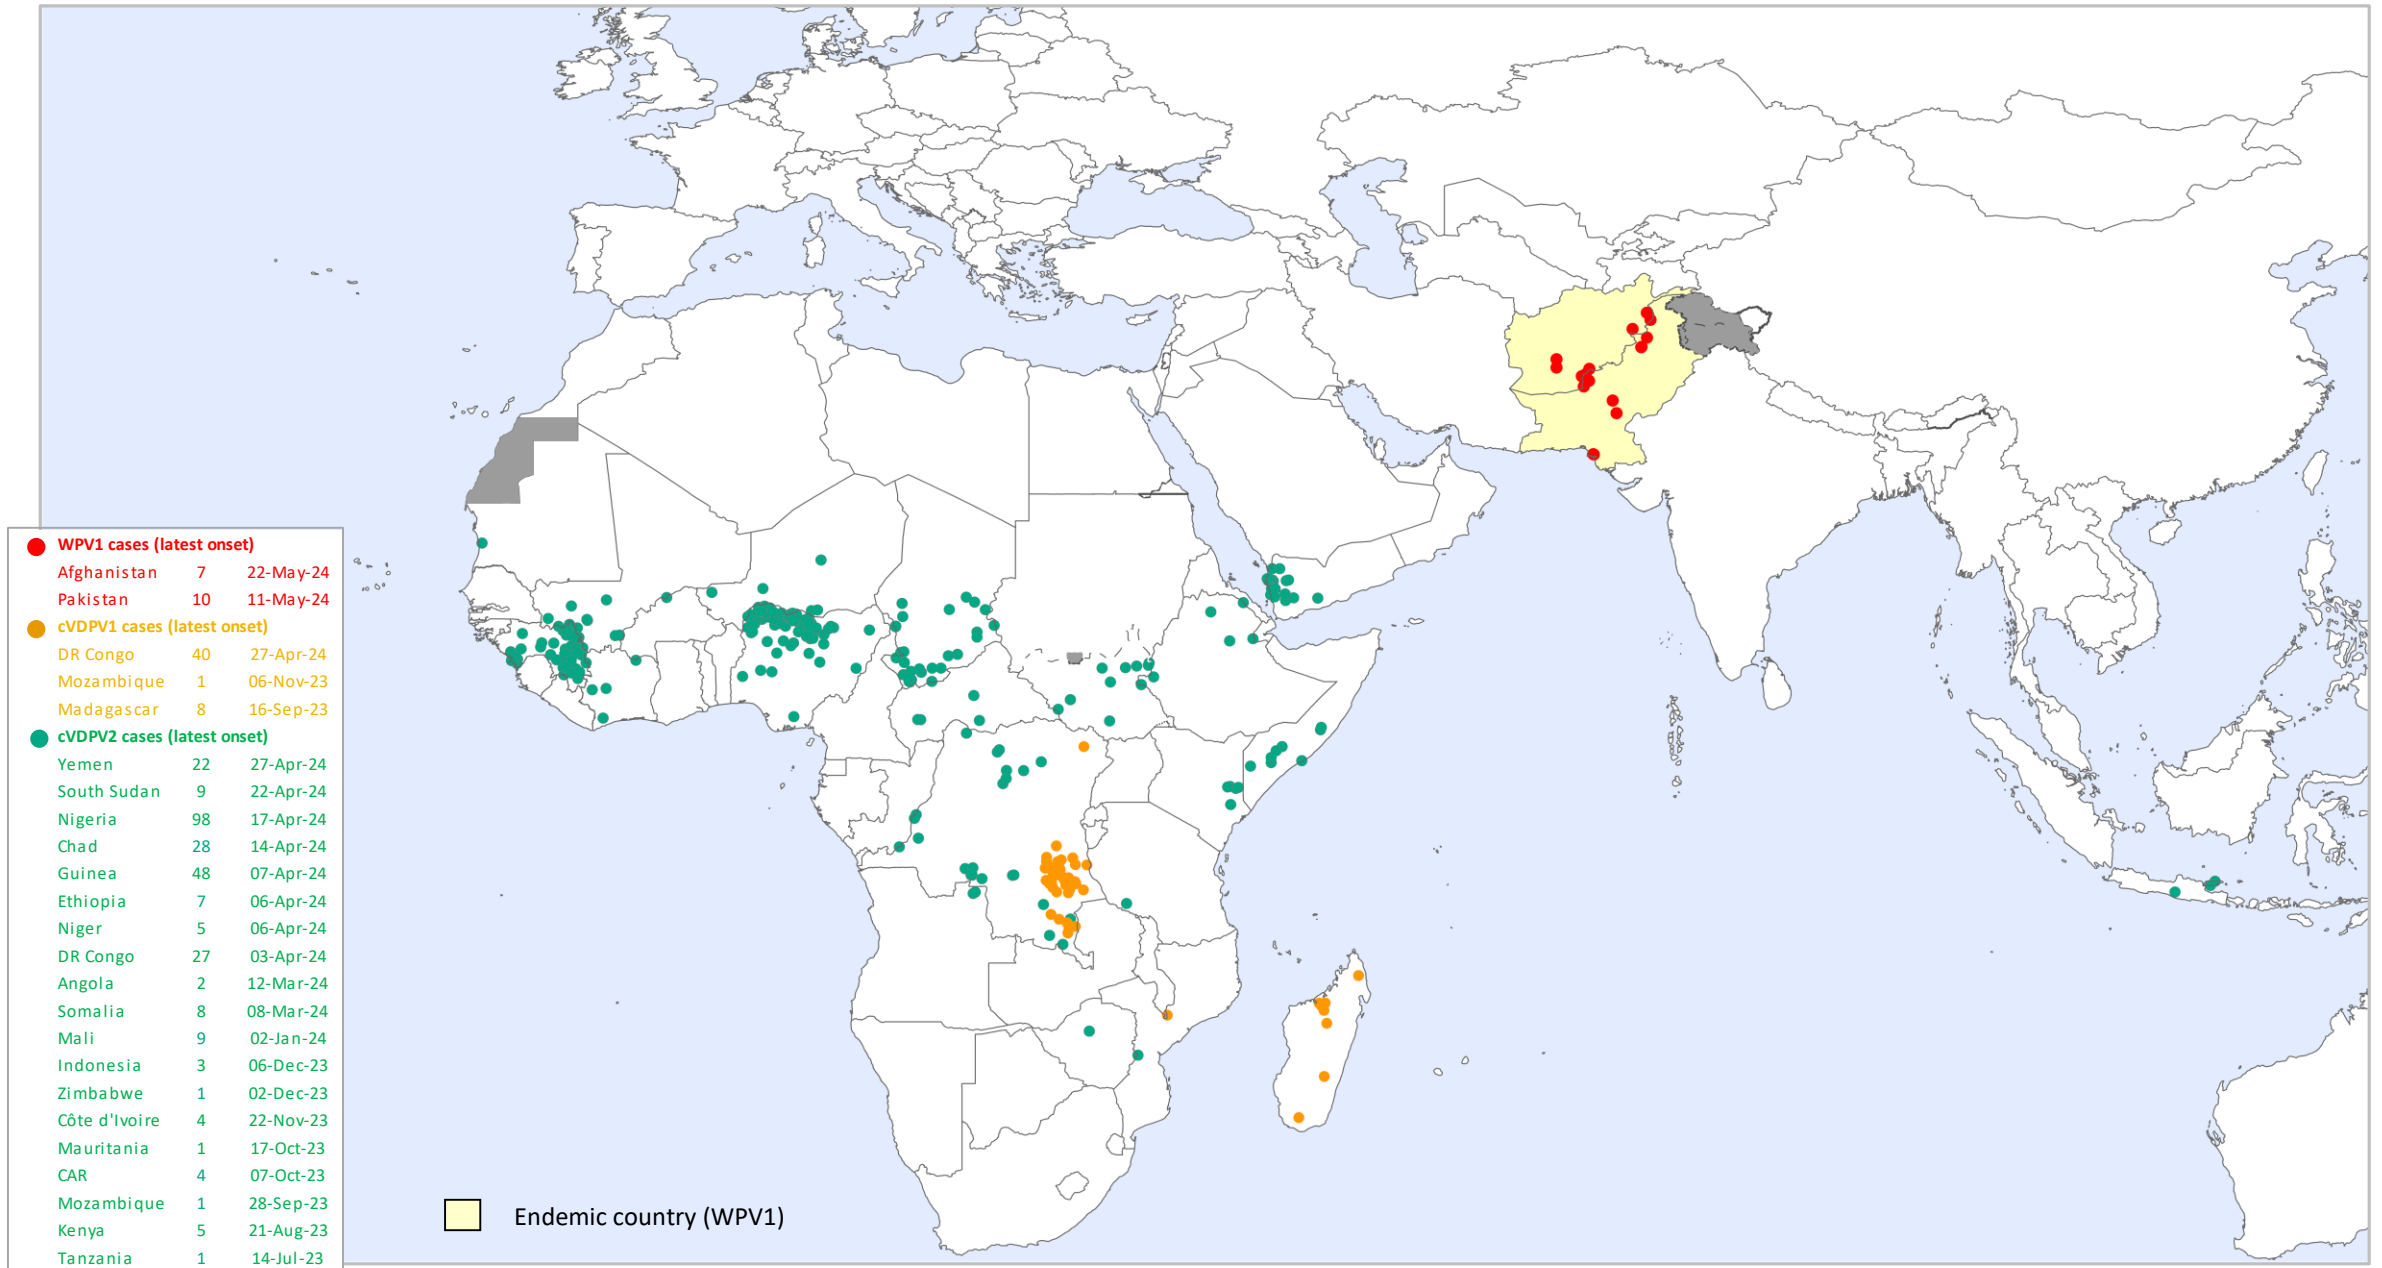 WPV1 cases (latest onset)
Afghanistan 7 22-May-24
Pakistan 10 11-May-24
cVDPV1 cases (latest onset)
DR Congo 40 27-Apr-24
Mozambique 1 06-Nov-23
Madagascar 8 16-Sep-23
cVDPV2 cases (latest onset)
Yemen 22 27-Apr-24
South Sudan 9 22-Apr-24
Nigeria 98 17-Apr-24
Chad 28 14-Apr-24
Guinea 48 07-Apr-24
Ethiopia 7 06-Apr-24
Niger 5 06-Apr-24
DR Congo 27 03-Apr-24
Angola 2 12-Mar-24
Somalia 8 08-Mar-24
Mali 9 02-Jan-24
Indonesia 3 06-Dec-23
Zimbabwe 1 02-Dec-23
Côte d'Ivoire 4 22-Nov-23
Mauritania 1 17-Oct-23
CAR 4 07-Oct-23
Mozambique 1 28-Sep-23
Kenya 5 21-Aug-23
Tanzania 1 14-Jul-23
Endemic country (WPV1)